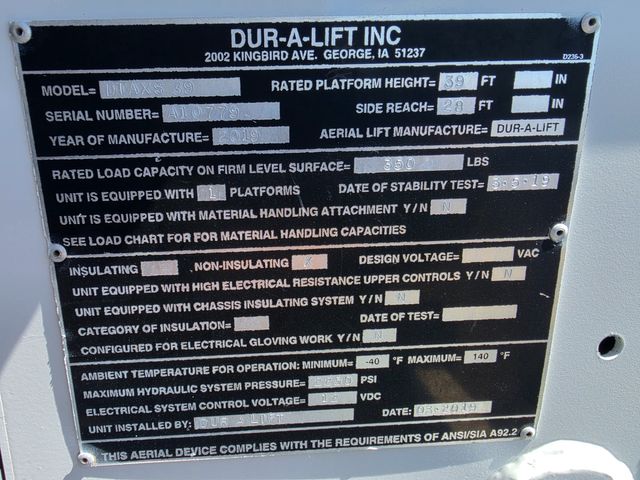 DUR-A-LIFT INC
2002 KINGBIRD AVE. GEORGE, IA 51237
D236-3
MODEL= DTAXS 39 RATED PLATFORM HEIGHT= 39 FT IN
SERIAL NUMBER= A10779 SIDE REACH= 28 FT IN
YEAR OF MANUFACTURE= 2019 AERIAL LIFT MANUFACTURE= DUR-A-LIFT
RATED LOAD CAPACITY ON FIRM LEVEL SURFACE= 350 LBS
UNIT IS EQUIPPED WITH 1 PLATFORMS DATE OF STABILITY TEST= 3-5-19
UNIT IS EQUIPPED WITH MATERIAL HANDLING ATTACHMENT Y/N N
SEE LOAD CHART FOR FOR MATERIAL HANDLING CAPACITIES
INSULATING NON-INSULATING X DESIGN VOLTAGE= VAC
UNIT EQUIPPED WITH HIGH ELECTRICAL RESISTANCE UPPER CONTROLS Y/N N
UNIT EQUIPPED WITH CHASSIS INSULATING SYSTEM Y/N N
CATEGORY OF INSULATION= DATE OF TEST=
CONFIGURED FOR ELECTRICAL GLOVING WORK Y/N N
AMBIENT TEMPERATURE FOR OPERATION: MINIMUM= -40 °F MAXIMUM= 140 °F
MAXIMUM HYDRAULIC SYSTEM PRESSURE= PSI
ELECTRICAL SYSTEM CONTROL VOLTAGE= 12 VDC
UNIT INSTALLED BY: DUR A LIFT DATE: 03-2019
THIS AERIAL DEVICE COMPLIES WITH THE REQUIREMENTS OF ANSI/SIA A92.2